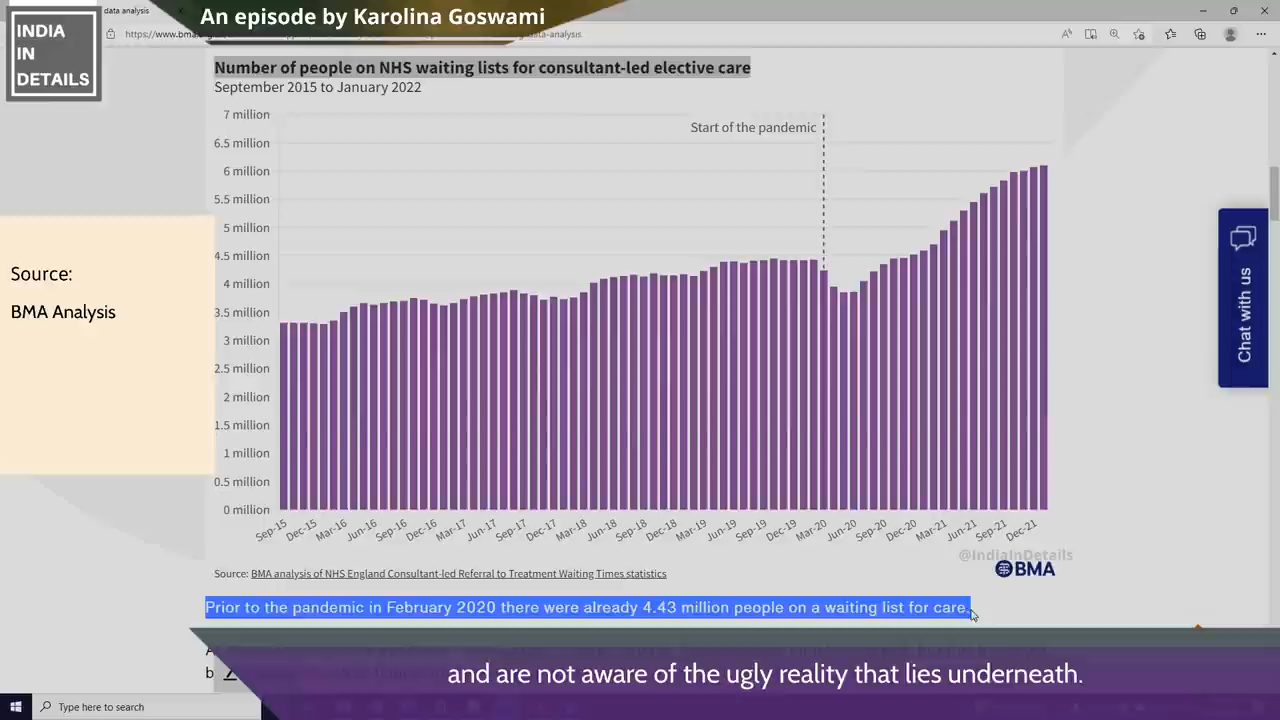 An episode by Karolina Goswami
INDIA
IN
DETAILS
data analysis
https://www.bma.
data-analysis.
Number of people on NHS waiting lists for consultant-led elective care
September 2015 to January 2022
7 million
6.5 million
6 million
5.5 million
5 million
4.5 million
4 million
3.5 million
3 million
2.5 million
2 million
1.5 million
1 million
0.5 million
0 million
Start of the pandemic
Sep-15 Dec-15 Mar-16 Jun-16 Sep-16 Dec-16 Mar-17 Jun-17 Sep-17 Dec-17 Mar-18 Jun-18 Sep-18 Dec-18 Mar-19 Jun-19 Sep-19 Dec-19 Mar-20 Jun-20 Sep-20 Dec-20 Mar-21 Jun-21 Sep-21 Dec-21
Source:
BMA Analysis
Chat with us
@IndiaInDetails
BMA
Source: BMA analysis of NHS England Consultant-led Referral to Treatment Waiting Times statistics
Prior to the pandemic in February 2020 there were already 4.43 million people on a waiting list for care.
and are not aware of the ugly reality that lies underneath.
Type here to search